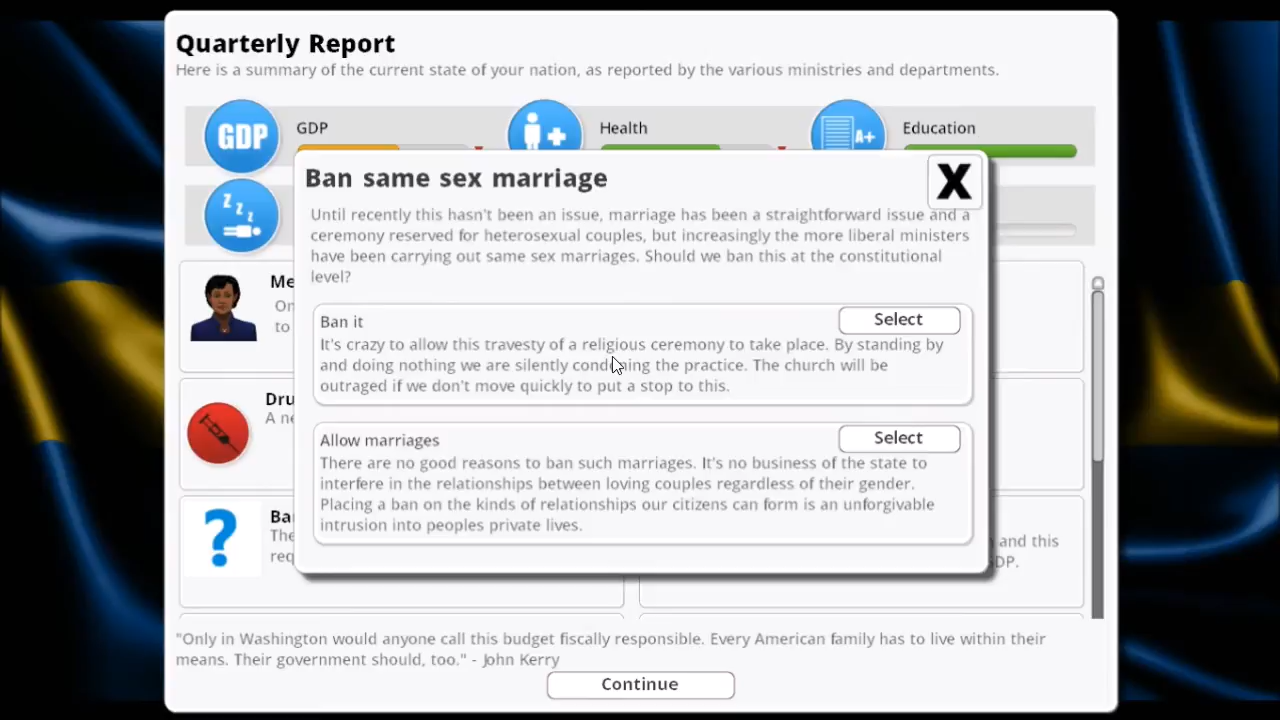 Quarterly Report
Here is a summary of the current state of your nation, as reported by the various ministries and departments.
GDP
GDP
Health
A+
Education
Z Z Z
Ban same sex marriage
X
Until recently this hasn't been an issue, marriage has been a straightforward issue and a
ceremony reserved for heterosexual couples, but increasingly the more liberal ministers
have been carrying out same sex marriages. Should we ban this at the constitutional
level?
Ban it
Select
It's crazy to allow this travesty of a religious ceremony to take place. By standing by
and doing nothing we are silently condoning the practice. The church will be
outraged if we don't move quickly to put a stop to this.
Allow marriages
Select
There are no good reasons to ban such marriages. It's no business of the state to
interfere in the relationships between loving couples regardless of their gender.
Placing a ban on the kinds of relationships our citizens can form is an unforgivable
intrusion into peoples private lives.
Me
On
to
Dru
A ne
?
Ba
The
req
and this
DP.
"Only in Washington would anyone call this budget fiscally responsible. Every American family has to live within their
means. Their government should, too." - John Kerry
Continue